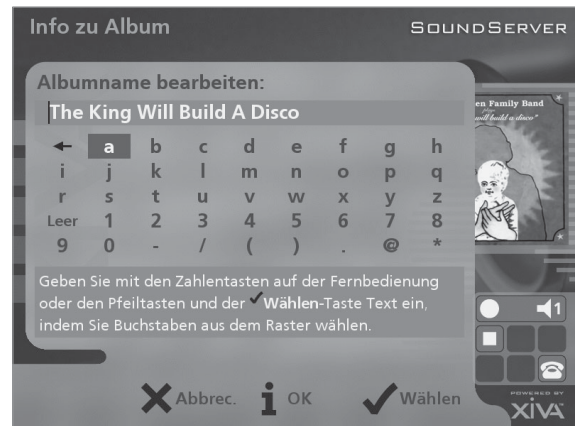 Info zu Album
SOUNDSERVER
Albumname bearbeiten:
The King Will Build A Disco
a b c d e f g h
i j k l m n o p q
r s t u v w x y z
Leer 1 2 3 4 5 6 7 8
9 0 - / ( ) . @ *
Geben Sie mit den Zahlentasten auf der Fernbedienung
oder den Pfeiltasten und der ✓Wählen-Taste Text ein,
indem Sie Buchstaben aus dem Raster wählen.
en Family Band
plays
will build a disco"
1
Abbrec. i OK Wählen
POWERED BY
XiVA